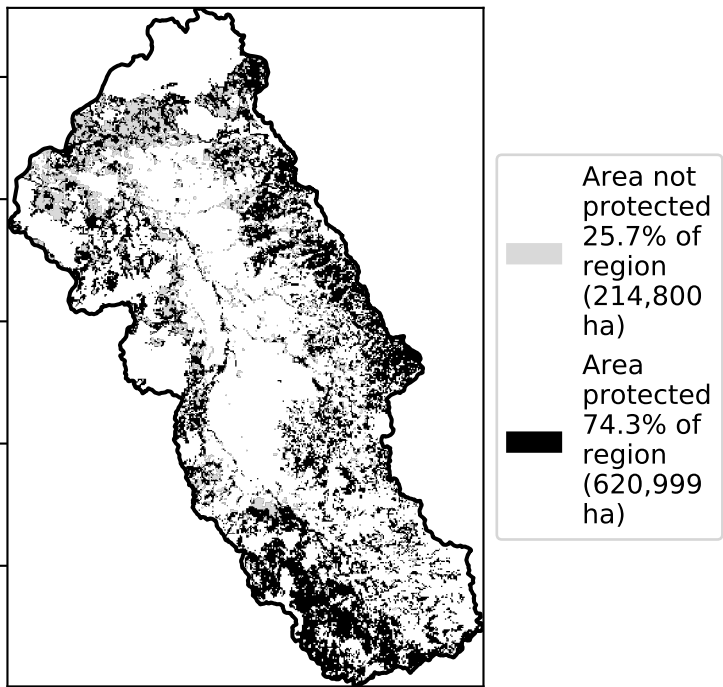 Area not
protected
25.7% of
region
(214,800
ha)
Area
protected
74.3% of
region
(620,999
ha)